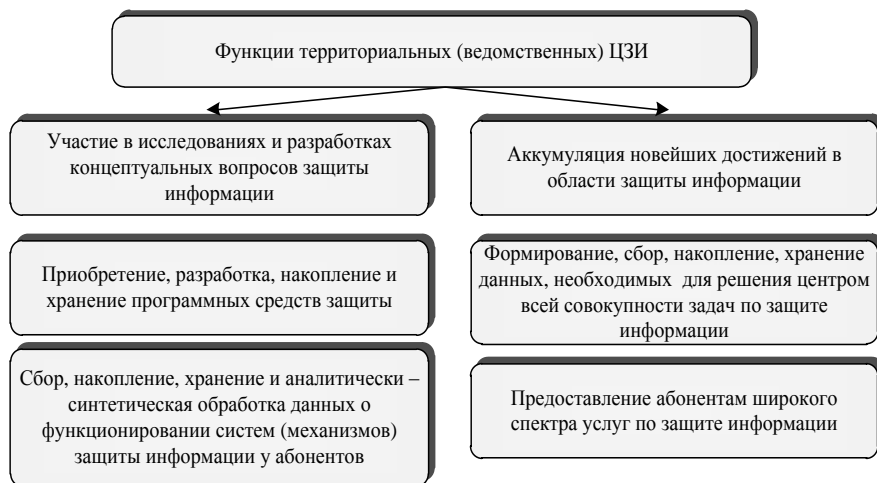 Функции территориальных (ведомственных) ЦЗИ
Участие в исследованиях и разработках
концептуальных вопросов защиты
информации
Аккумуляция новейших достижений в
области защиты информации
Приобретение, разработка, накопление и
хранение программных средств защиты
Формирование, сбор, накопление, хранение
данных, необходимых для решения центром
всей совокупности задач по защите
информации
Сбор, накопление, хранение и аналитически –
синтетическая обработка данных о
функционировании систем (механизмов)
защиты информации у абонентов
Предоставление абонентам широкого
спектра услуг по защите информации